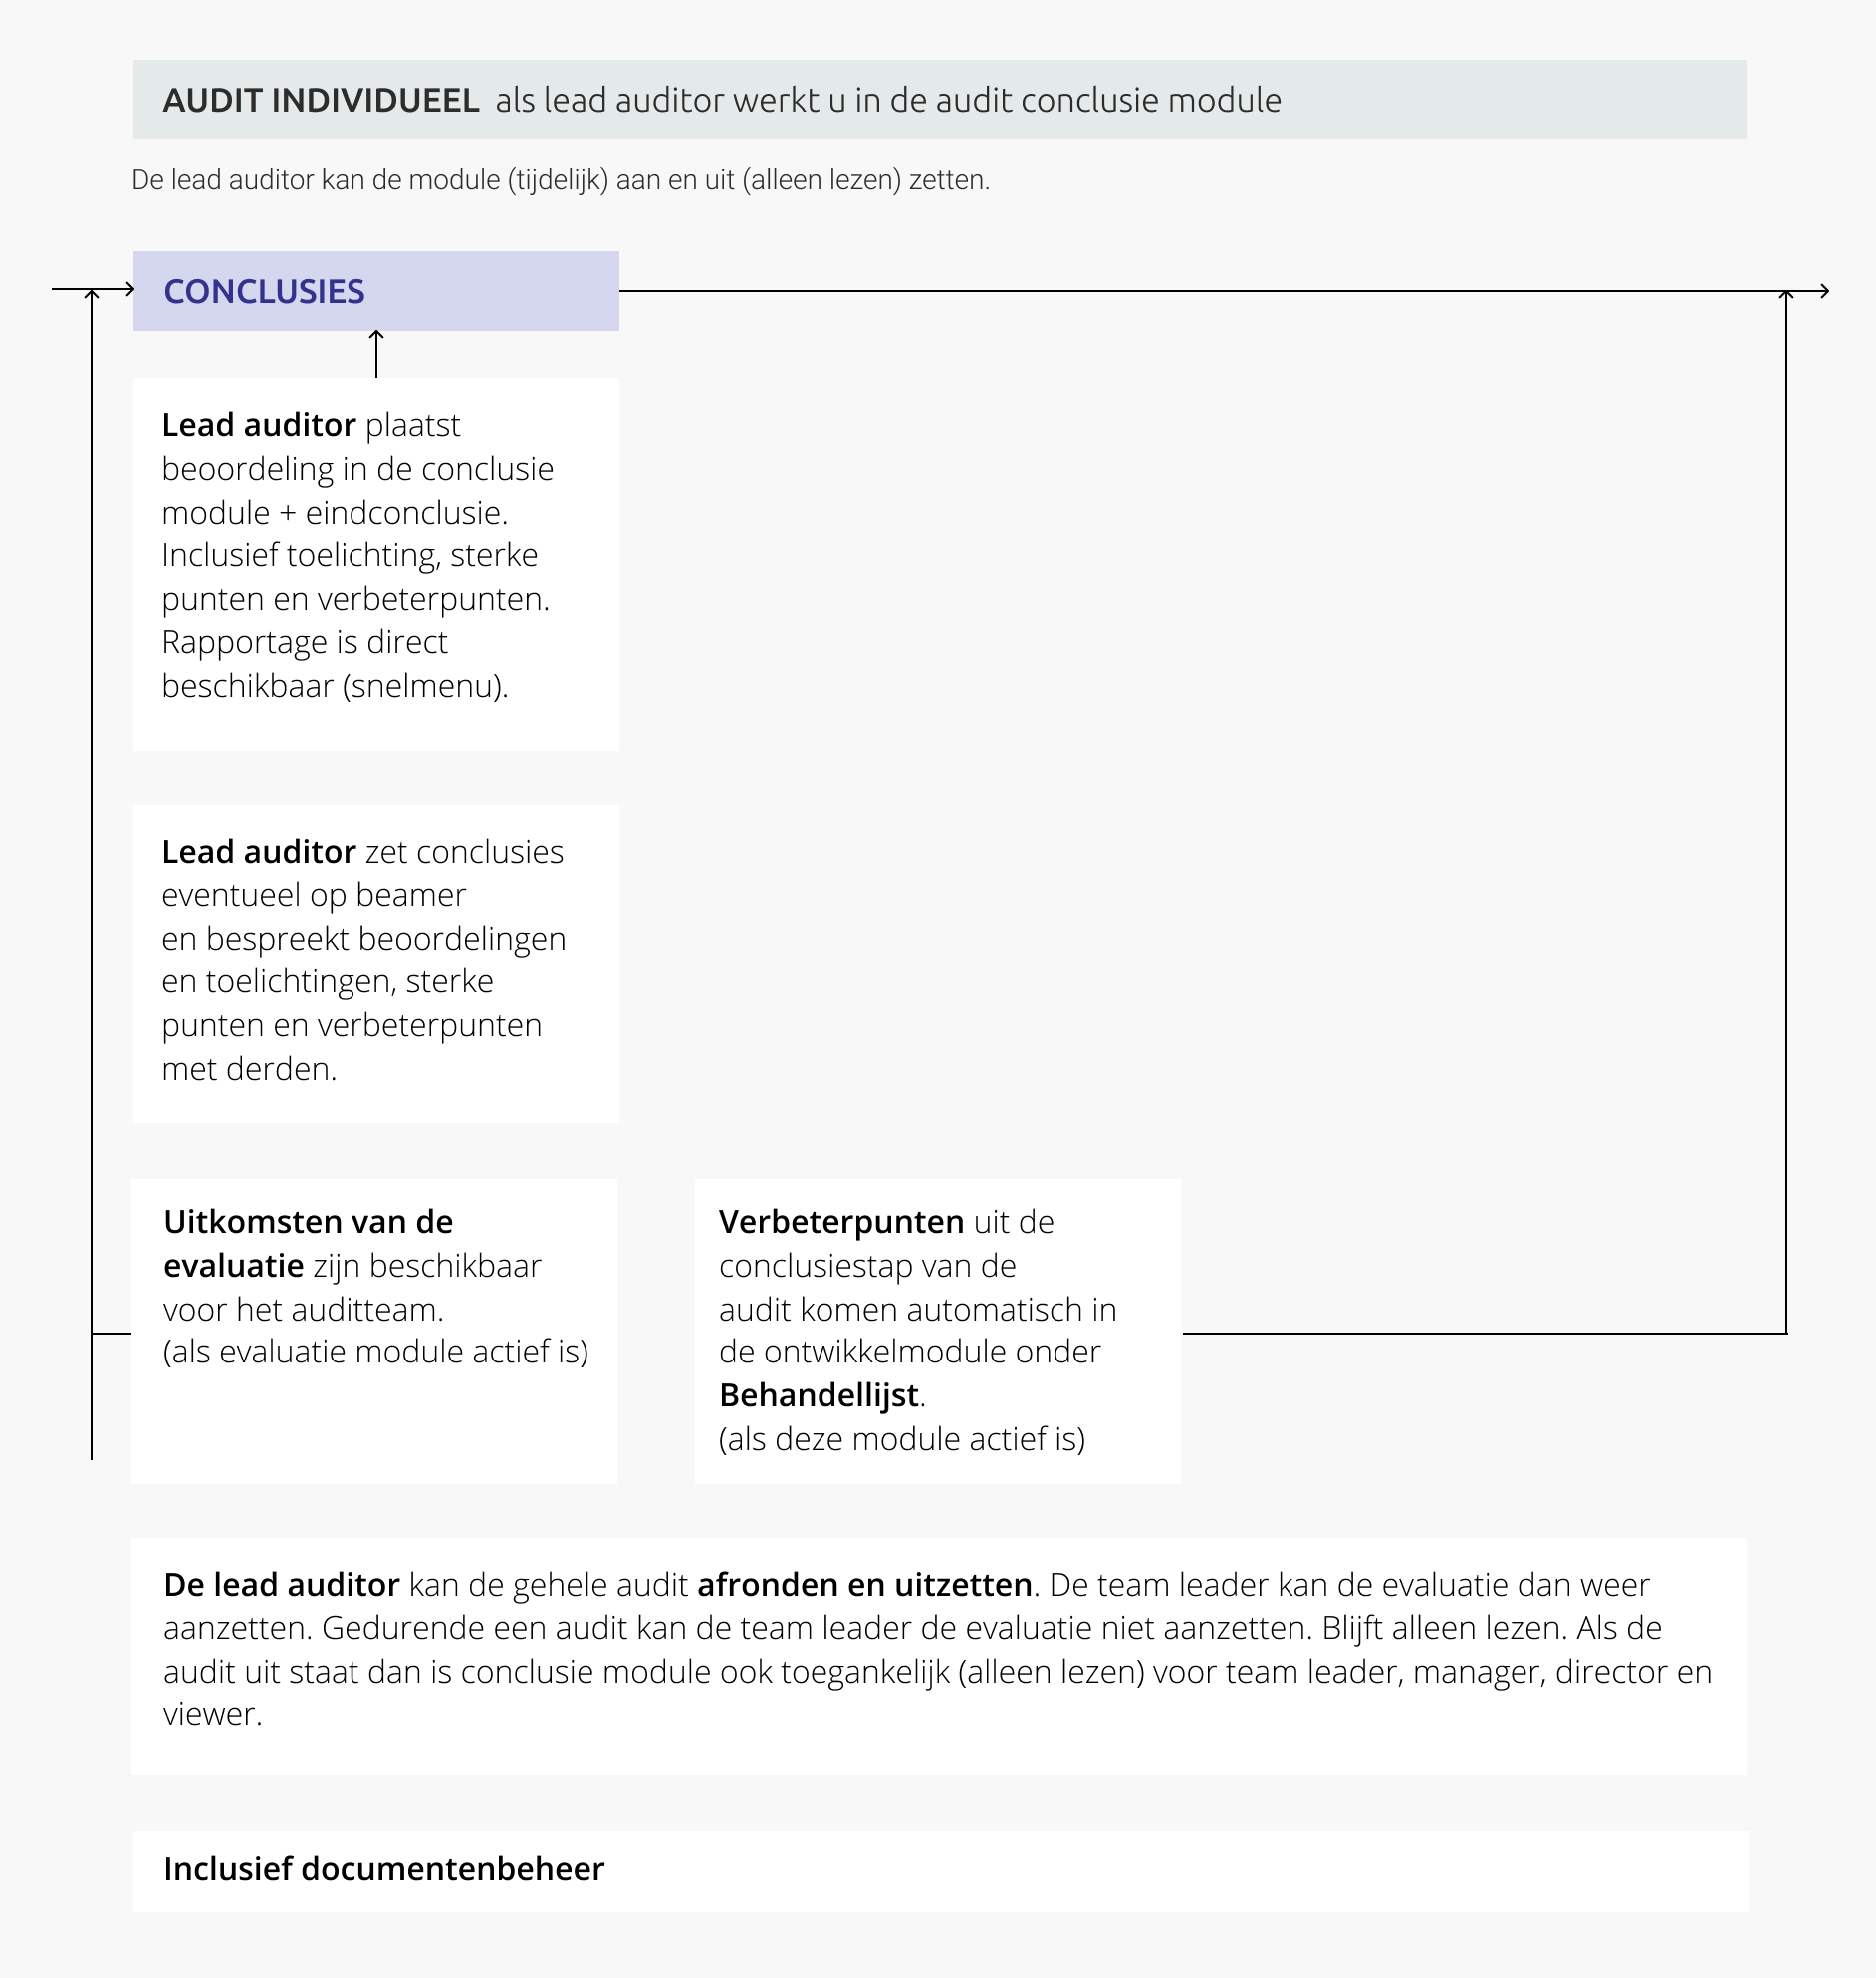 AUDIT INDIVIDUEEL als lead auditor werkt u in de audit conclusie module
De lead auditor kan de module (tijdelijk) aan en uit (alleen lezen) zetten.
CONCLUSIES
Lead auditor plaatst
beoordeling in de conclusie
module + eindconclusie.
Inclusief toelichting, sterke
punten en verbeterpunten.
Rapportage is direct
beschikbaar (snelmenu).
Lead auditor zet conclusies
eventueel op beamer
en bespreekt beoordelingen
en toelichtingen, sterke
punten en verbeterpunten
met derden.
Uitkomsten van de
evaluatie zijn beschikbaar
voor het auditteam.
(als evaluatie module actief is)
Verbeterpunten uit de
conclusiestap van de
audit komen automatisch in
de ontwikkelmodule onder
Behandellijst.
(als deze module actief is)
De lead auditor kan de gehele audit afronden en uitzetten. De team leader kan de evaluatie dan weer
aanzetten. Gedurende een audit kan de team leader de evaluatie niet aanzetten. Blijft alleen lezen. Als de
audit uit staat dan is conclusie module ook toegankelijk (alleen lezen) voor team leader, manager, director en
viewer.
Inclusief documentenbeheer